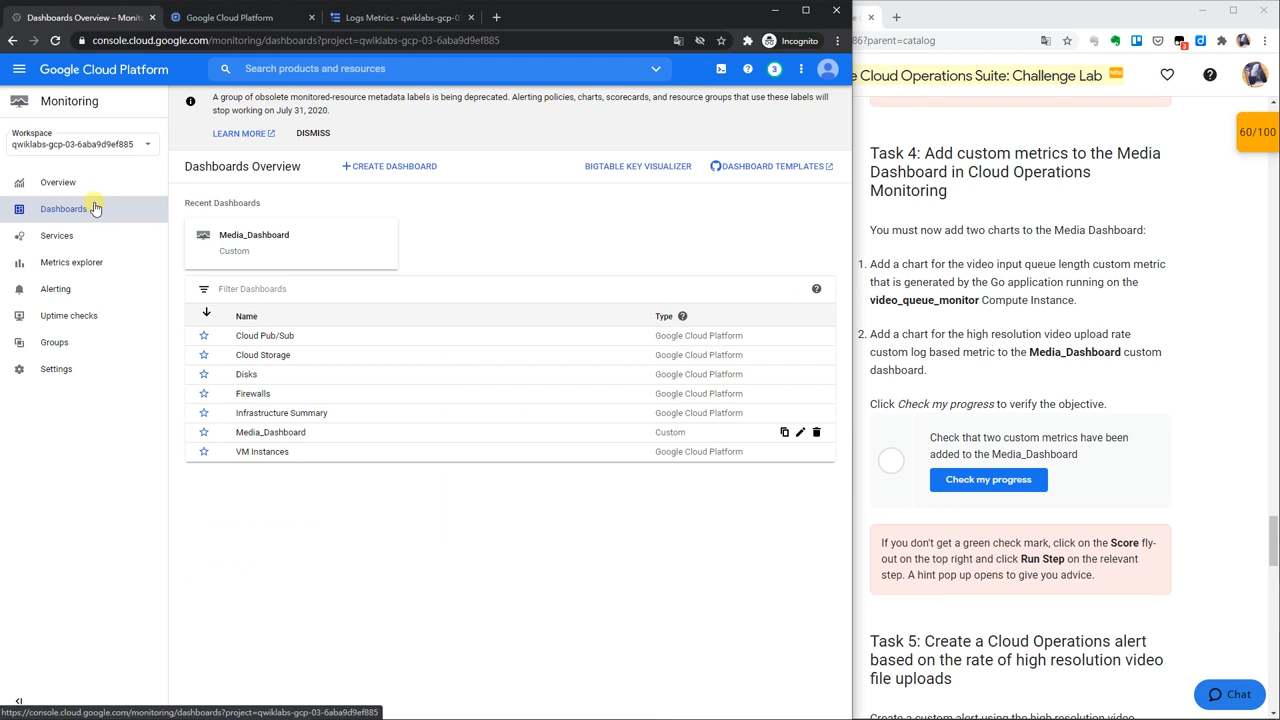 Dashboards Overview – Monito
Google Cloud Platform
Logs Metrics - qwiklabs-gcp-03-
console.cloud.google.com/monitoring/dashboards?project=qwiklabs-gcp-03-6aba9d9ef885
Incognito
86?parent=catalog
3
Google Cloud Platform
Search products and resources
3
e Cloud Operations Suite: Challenge Lab
60/100
Monitoring
Workspace
qwiklabs-gcp-03-6aba9d9ef885
Overview
Dashboards
Services
Metrics explorer
Alerting
Uptime checks
Groups
Settings
A group of obsolete monitored-resource metadata labels is being deprecated. Alerting policies, charts, scorecards, and resource groups that use these labels will
stop working on July 31, 2020.
LEARN MORE
DISMISS
Dashboards Overview
CREATE DASHBOARD
BIGTABLE KEY VISUALIZER
DASHBOARD TEMPLATES
Recent Dashboards
Media_Dashboard
Custom
Filter Dashboards
Name
Type
Cloud Pub/Sub
Google Cloud Platform
Cloud Storage
Google Cloud Platform
Disks
Google Cloud Platform
Firewalls
Google Cloud Platform
Infrastructure Summary
Google Cloud Platform
Media_Dashboard
Custom
VM Instances
Google Cloud Platform
https://console.cloud.google.com/monitoring/dashboards?project=qwiklabs-gcp-03-6aba9d9ef885
Task 4: Add custom metrics to the Media
Dashboard in Cloud Operations
Monitoring
You must now add two charts to the Media Dashboard:
1. Add a chart for the video input queue length custom metric
that is generated by the Go application running on the
video_queue_monitor Compute Instance.
2. Add a chart for the high resolution video upload rate
custom log based metric to the Media_Dashboard custom
dashboard.
Click Check my progress to verify the objective.
Check that two custom metrics have been
added to the Media_Dashboard
Check my progress
If you don't get a green check mark, click on the Score fly-
out on the top right and click Run Step on the relevant
step. A hint pop up opens to give you advice.
Task 5: Create a Cloud Operations alert
based on the rate of high resolution video
file uploads
Create a custom alert using the high resolution video
Chat